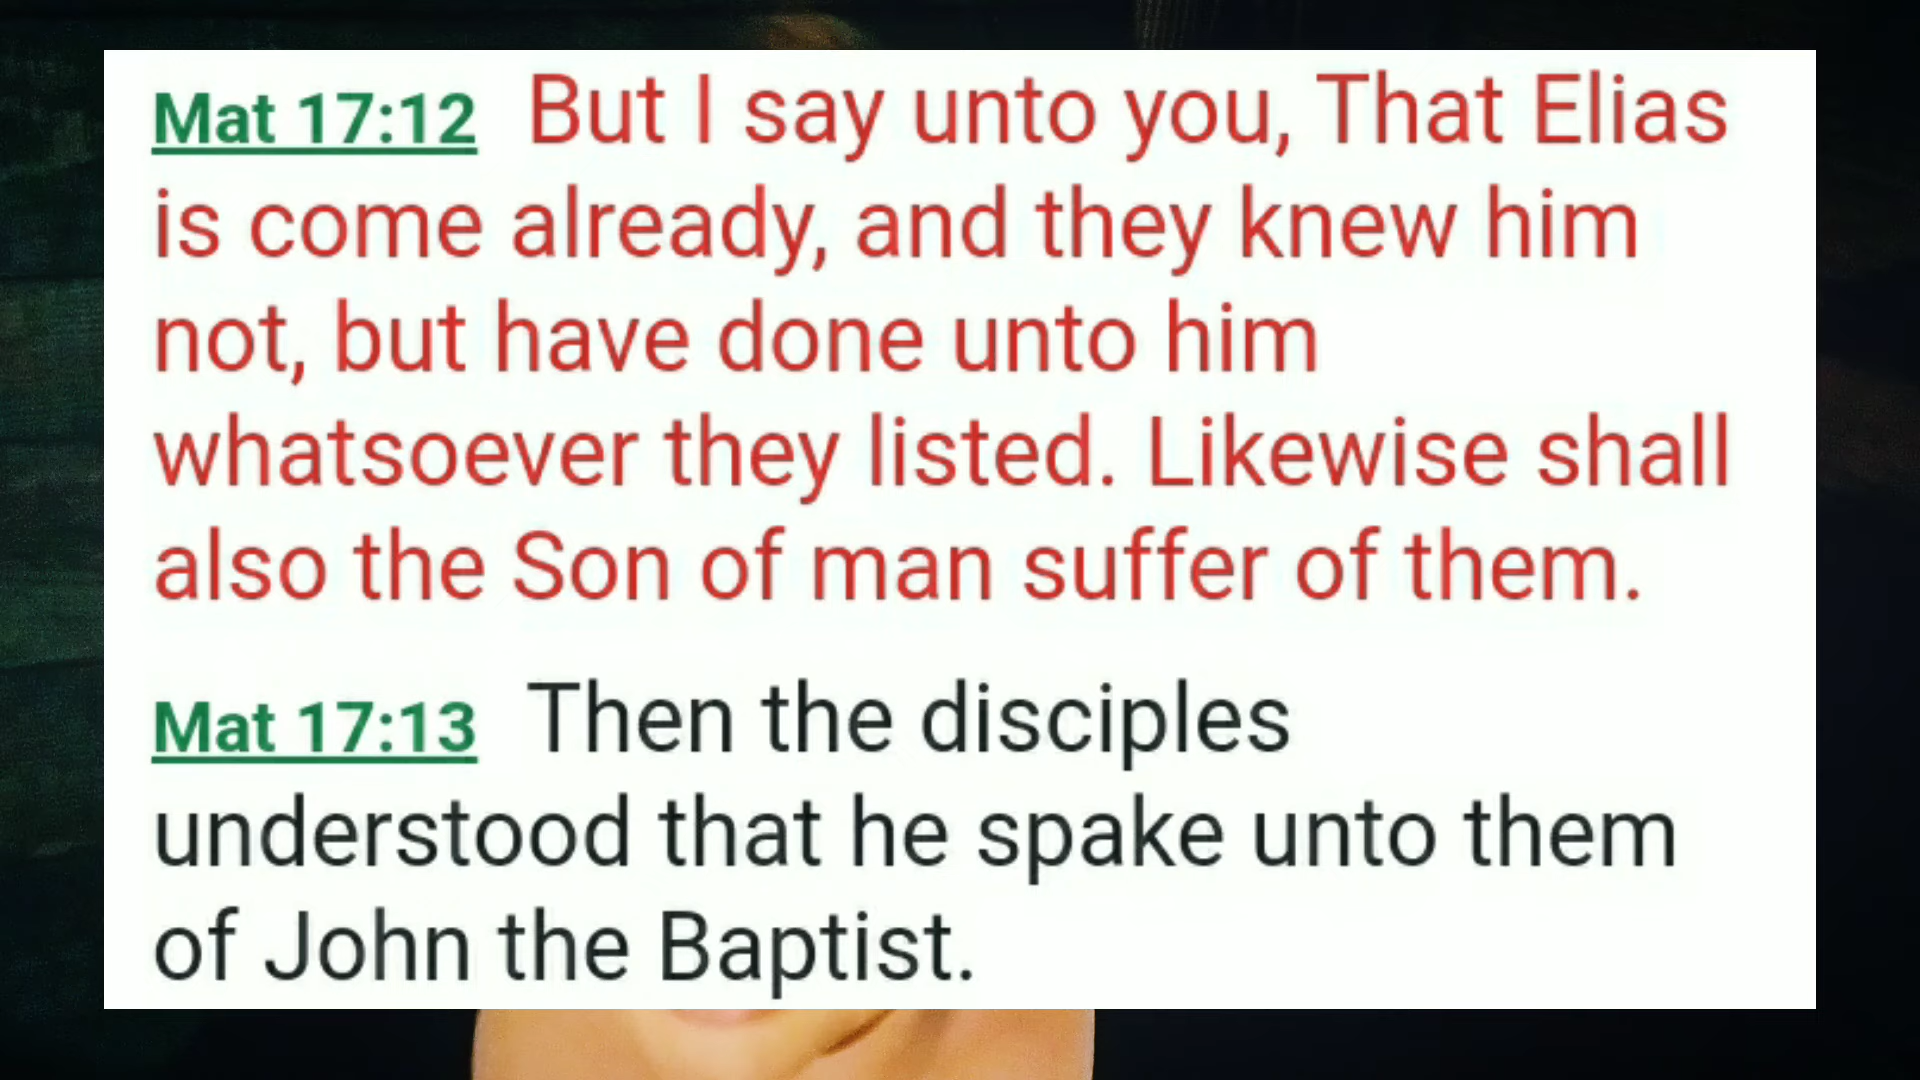 Mat 17:12 But I say unto you, That Elias
is come already, and they knew him
not, but have done unto him
whatsoever they listed. Likewise shall
also the Son of man suffer of them.
Mat 17:13 Then the disciples
understood that he spake unto them
of John the Baptist.